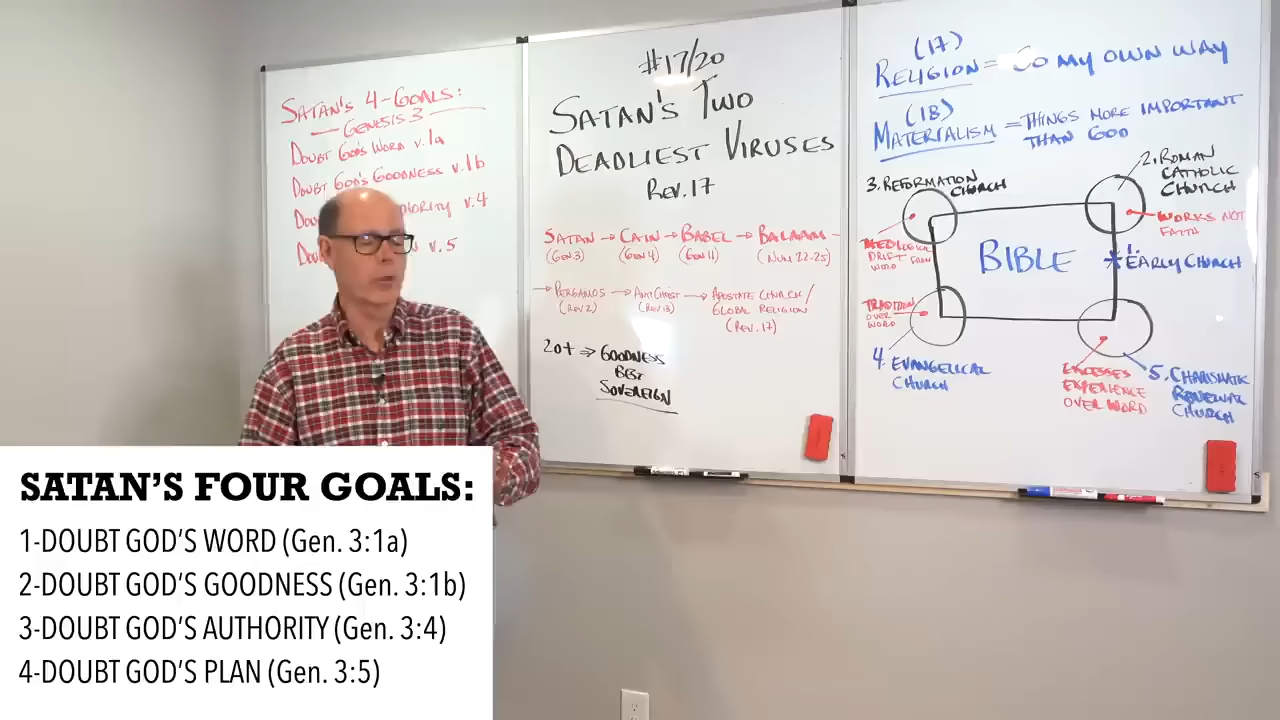 SATAN'S 4-GOALS:
GENESIS 3
DOUBT GOD'S WORD v.1a
DOUBT GOD'S GOODNESS v.1b
v.4
v.5
#17/20
SATAN'S TWO
DEADLIEST VIRUSES
REV. 17
SATAN → CAIN → BABEL → BALAAM
(GEN 3) (GEN 4) (GEN 11) (NUM 22-25)
→ PERGAMOS → ANTICHRIST → APOSTATE CHURCH/
GLOBAL RELIGION
(REV 2) (REV 13) (REV. 17)
20+ ⇒ GOODNESS
BEST
SOVEREIGN
(17)
RELIGION = GO MY OWN WAY
(18)
MATERIALISM = THINGS MORE IMPORTANT
THAN GOD
3. REFORMATION
CHURCH
2. ROMAN
CATHOLIC
CHURCH
WORKS NOT
FAITH
DRIFT FROM
WORD
BIBLE
1.
EARLY CHURCH
TRADITION
OVER
WORD
4. EVANGELICAL
CHURCH
EXCESSES
EXPERIENCE
OVER WORD
5. CHARISMATIC
RENEWAL
CHURCH
SATAN'S FOUR GOALS:
1-DOUBT GOD'S WORD (Gen. 3:1a)
2-DOUBT GOD'S GOODNESS (Gen. 3:1b)
3-DOUBT GOD'S AUTHORITY (Gen. 3:4)
4-DOUBT GOD'S PLAN (Gen. 3:5)